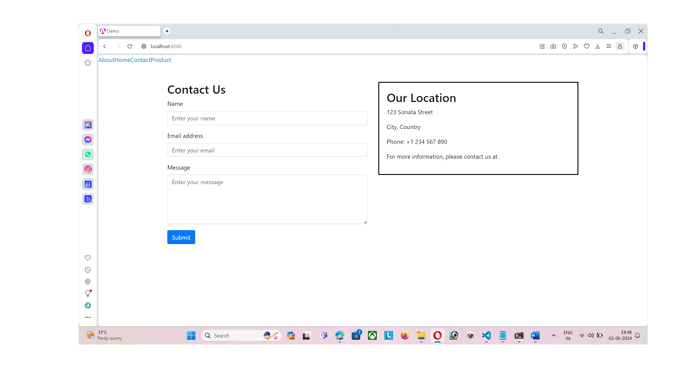 Demo
localhost:4200
AboutHomeContactProduct
Contact Us
Name
Enter your name
Email address
Enter your email
Message
Enter your message
Submit
Our Location
123 Sonata Street
City, Country
Phone: +1 234 567 890
For more information, please contact us at .
33°C
Partly sunny
Search
ENG
IN
19:48
02-06-2024